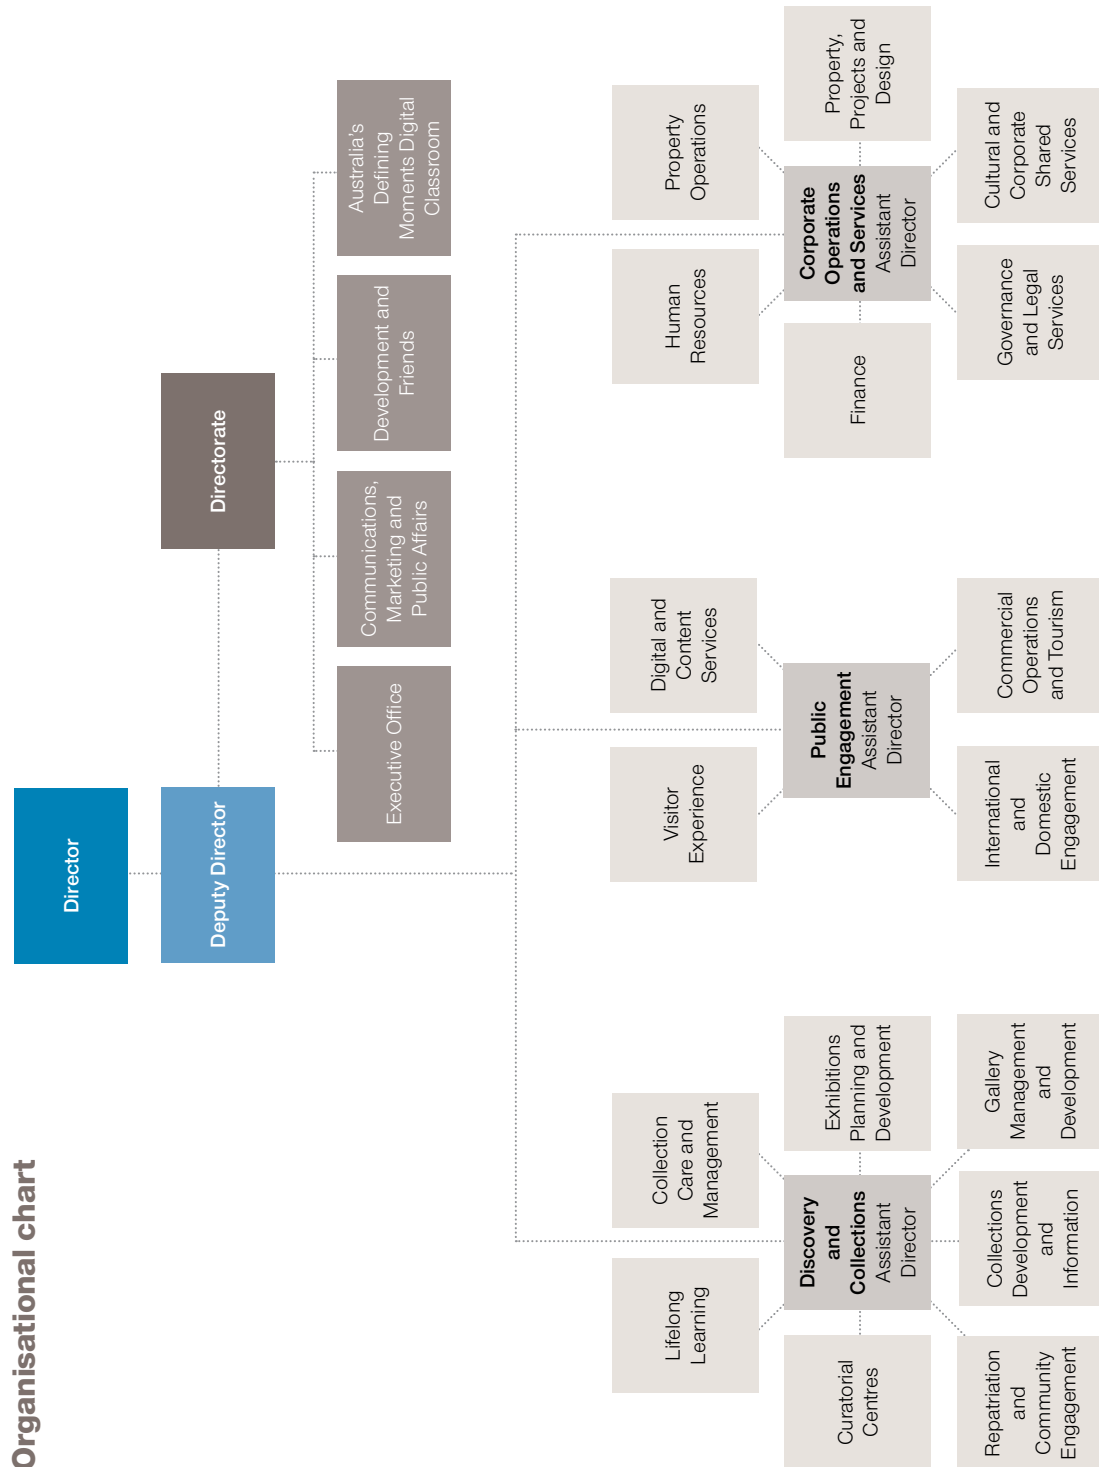 Organisational chart
Director
Deputy Director
Directorate
Executive Office
Communications,
Marketing and
Public Affairs
Development and
Friends
Australia's
Defining
Moments Digital
Classroom
Discovery
and
Collections
Assistant
Director
Lifelong
Learning
Collection
Care and
Management
Curatorial
Centres
Exhibitions
Planning and
Development
Repatriation
and
Community
Engagement
Collections
Development
and
Information
Gallery
Management
and
Development
Public
Engagement
Assistant
Director
Visitor
Experience
Digital and
Content
Services
International
and
Domestic
Engagement
Commercial
Operations
and Tourism
Corporate
Operations
and Services
Assistant
Director
Human
Resources
Property
Operations
Finance
Property,
Projects and
Design
Governance
and Legal
Services
Cultural and
Corporate
Shared
Services